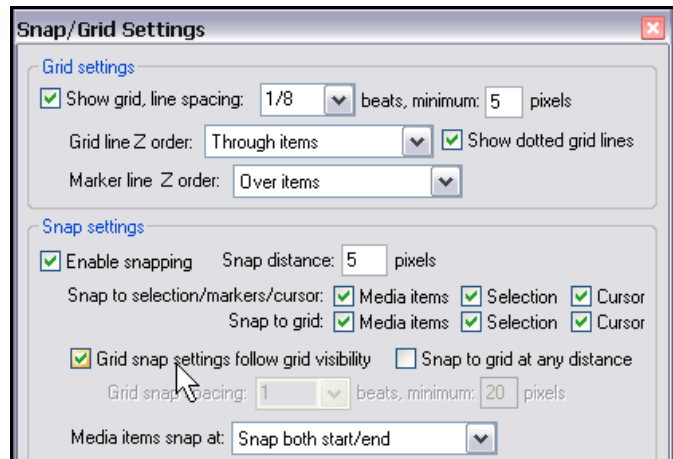 Snap/Grid Settings
Grid settings
Show grid, line spacing: 1/8 beats, minimum: 5 pixels
Grid line Z order: Through items Show dotted grid lines
Marker line Z order: Over items
Snap settings
Enable snapping Snap distance: 5 pixels
Snap to selection/markers/cursor: Media items Selection Cursor
Snap to grid: Media items Selection Cursor
Grid snap settings follow grid visibility Snap to grid at any distance
Grid snap spacing: 1 beats, minimum: 20 pixels
Media items snap at: Snap both start/end